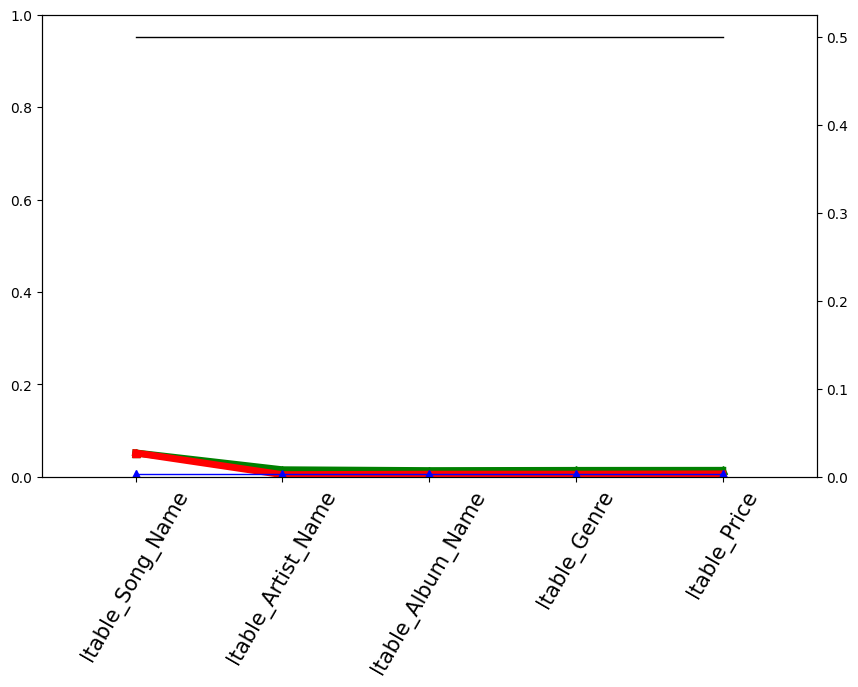 1.0
0.8
0.6
0.4
0.2
0.0
0.5
0.4
0.3
0.2
0.1
0.0
ltable_Song_Name
ltable_Artist_Name
ltable_Album_Name
ltable_Genre
ltable_Price